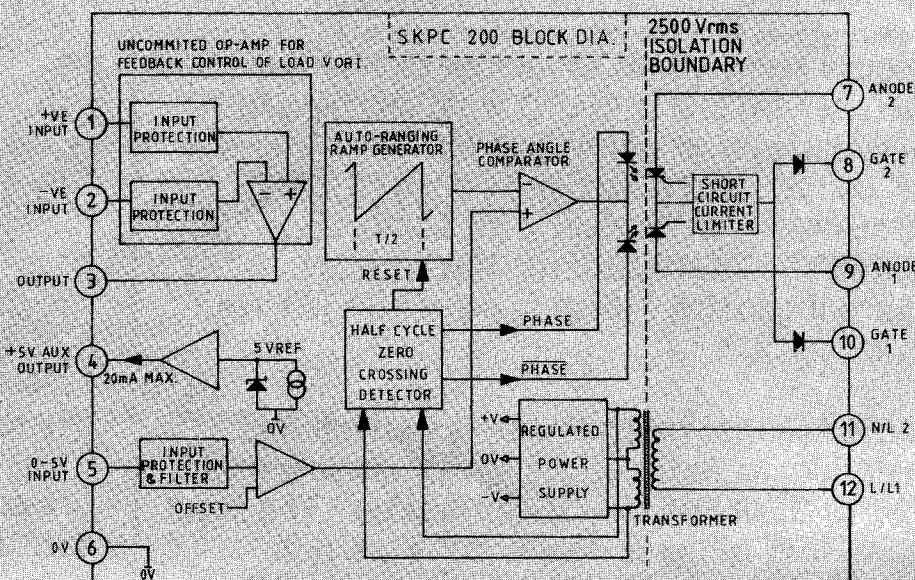 SKPC 200 BLOCK DIA.
2500 Vrms
ISOLATION
BOUNDARY
UNCOMMITED OP-AMP FOR
FEEDBACK CONTROL OF LOAD V OR I
+VE
INPUT
1
INPUT
PROTECTION
-VE
INPUT
2
INPUT
PROTECTION
- +
OUTPUT
3
+5V AUX
OUTPUT
4
20mA MAX.
5 VREF
0V
0-5V
INPUT
5
INPUT
PROTECTION
& FILTER
OFFSET
0V
6
0V
AUTO-RANGING
RAMP GENERATOR
T/2
RESET
PHASE ANGLE
COMPARATOR
-
+
HALF CYCLE
ZERO
CROSSING
DETECTOR
PHASE
PHASE
+V
0V
-V
REGULATED
POWER
SUPPLY
TRANSFORMER
SHORT
CIRCUIT
CURRENT
LIMITER
7
ANODE
2
8
GATE
2
9
ANODE
1
10
GATE
1
11
N/L 2
12
L/L1